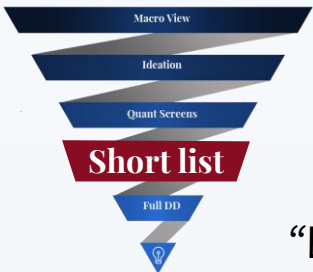 Macro View
Ideation
Quant Screens
Short list
Full DD
“